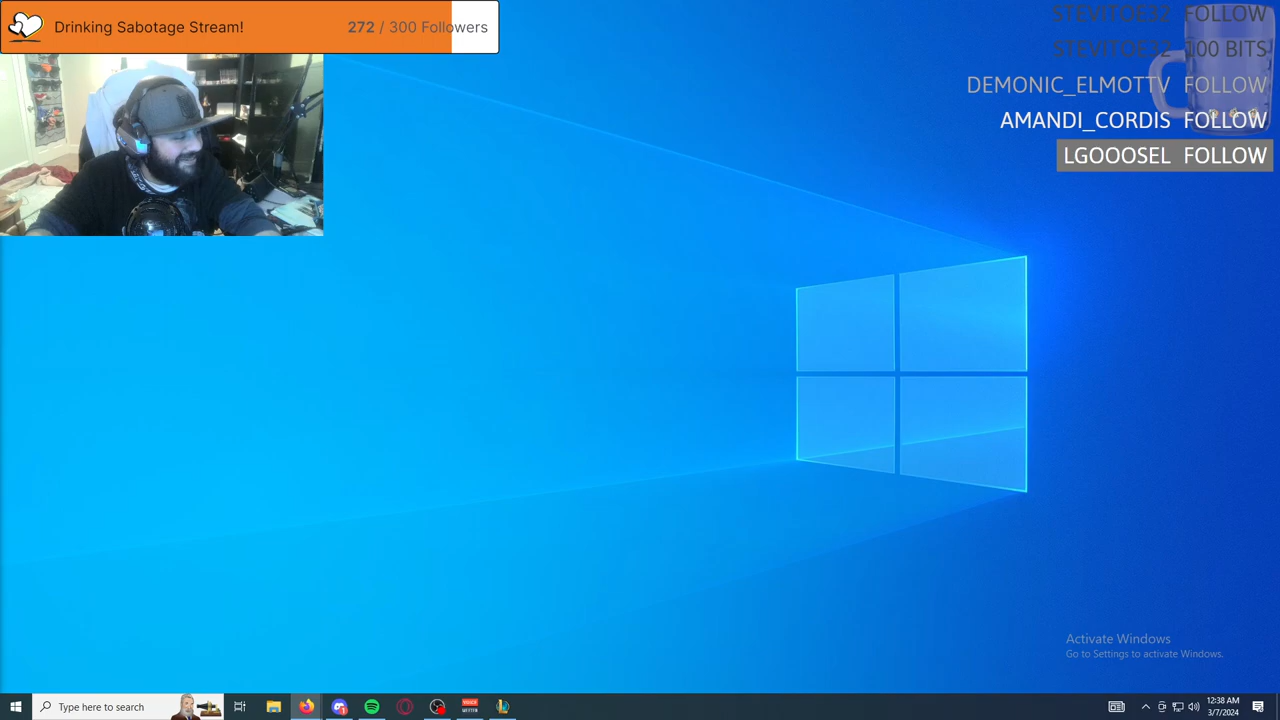 Drinking Sabotage Stream! 272 / 300 Followers
STEVITOE32 FOLLOW
STEVITOE32 100 BITS
DEMONIC_ELMOTTV FOLLOW
AMANDI_CORDIS FOLLOW
LGOOOSEL FOLLOW
Activate Windows
Go to Settings to activate Windows.
Type here to search
12:38 AM
3/7/2024